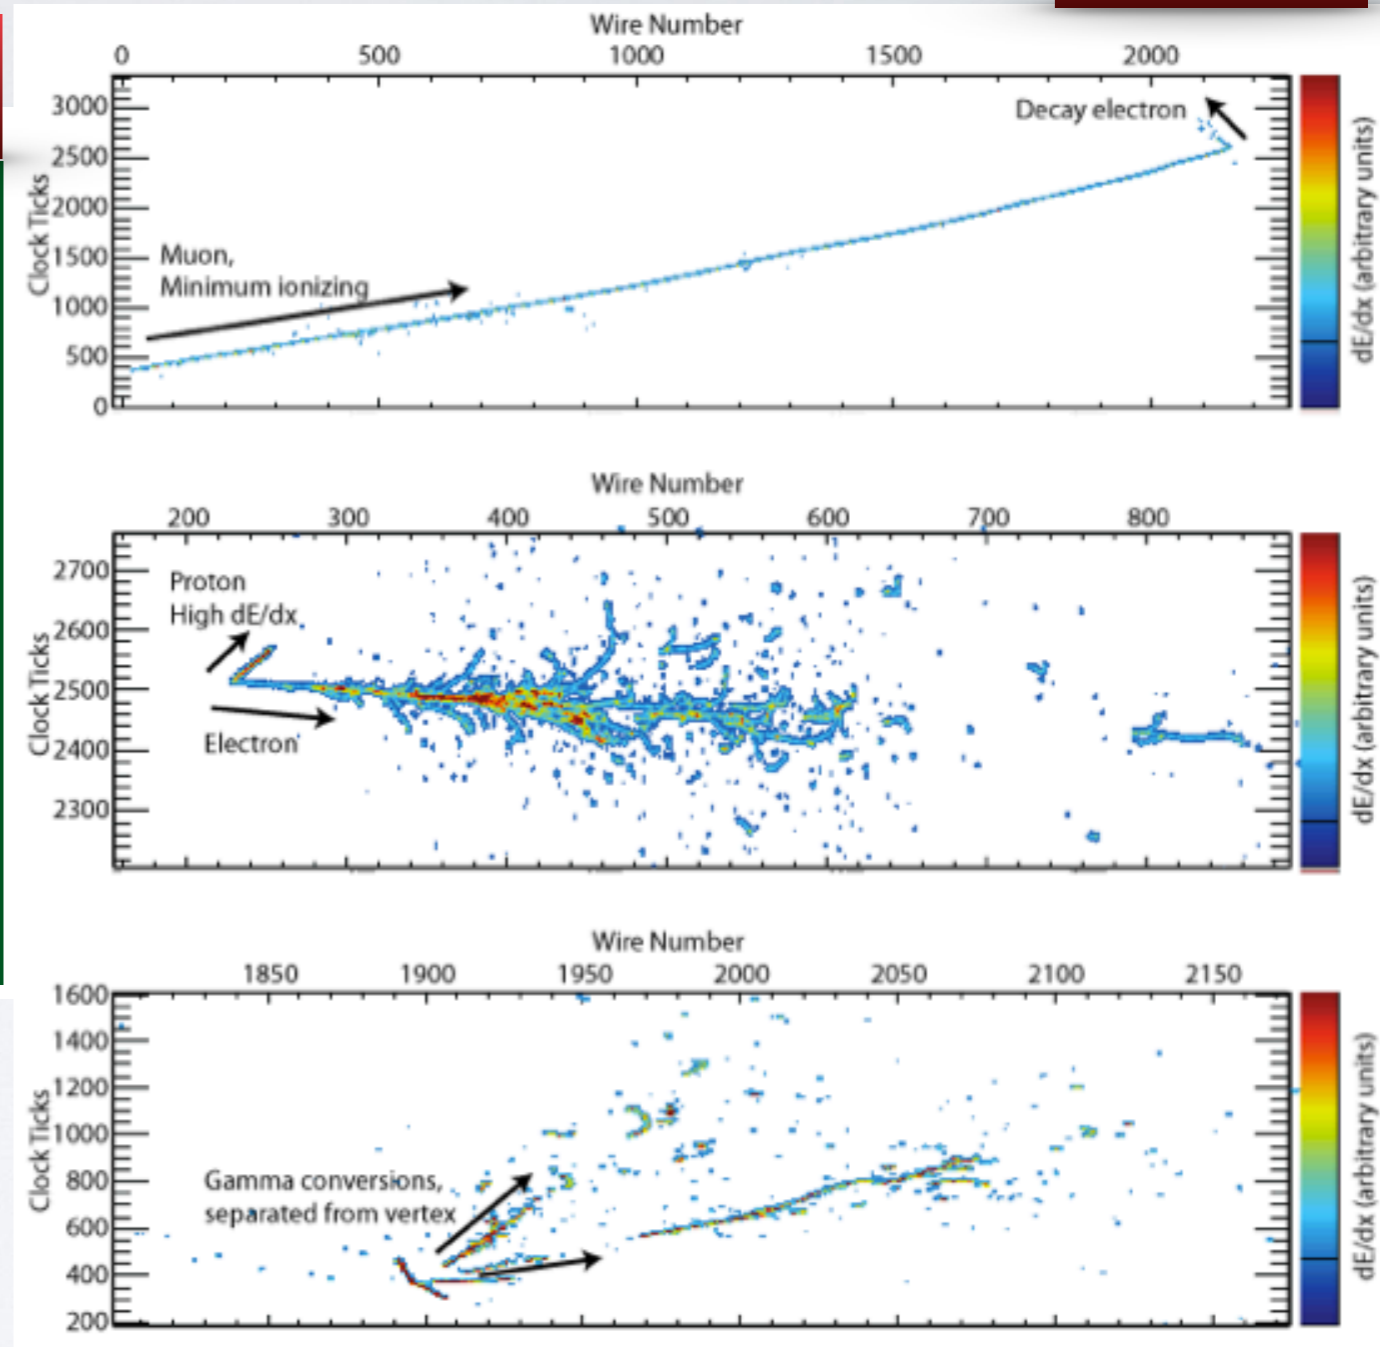 Wire Number
0 500 1000 1500 2000
3000
2500
2000
1500
1000
500
0
Clock Ticks
Decay electron
Muon,
Minimum ionizing
dE/dx (arbitrary units)
Wire Number
200 300 400 500 600 700 800
2700
2600
2500
2400
2300
Clock Ticks
Proton
High dE/dx
Electron
dE/dx (arbitrary units)
Wire Number
1850 1900 1950 2000 2050 2100 2150
1600
1400
1200
1000
800
600
400
200
Clock Ticks
Gamma conversions,
separated from vertex
dE/dx (arbitrary units)